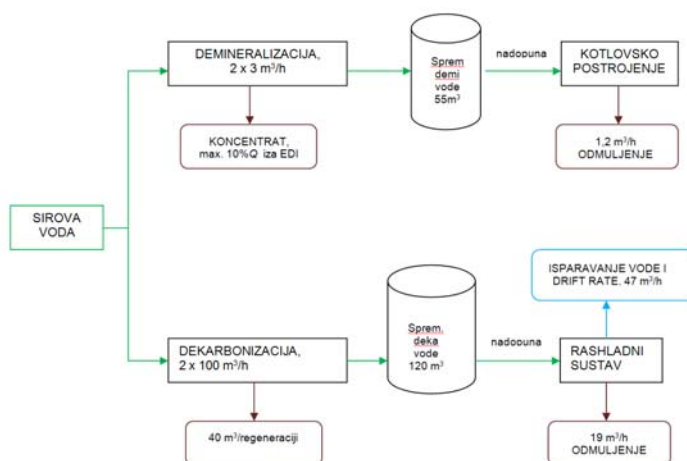 DEMINERALIZACIJA,
2 x 3 m³/h
Sprem
demi
vode
55m³
nadopuna
KOTLOVSKO
POSTROJENJE
KONCENTRAT,
max. 10%Q iza EDI
1,2 m³/h
ODMULJENJE
SIROVA
VODA
ISPARAVANJE VODE I
DRIFT RATE. 47 m³/h
DEKARBONIZACIJA,
2 x 100 m³/h
Sprem.
deka
vode
120 m³
nadopuna
RASHLADNI
SUSTAV
40 m³/regeneraciji
19 m³/h
ODMULJENJE